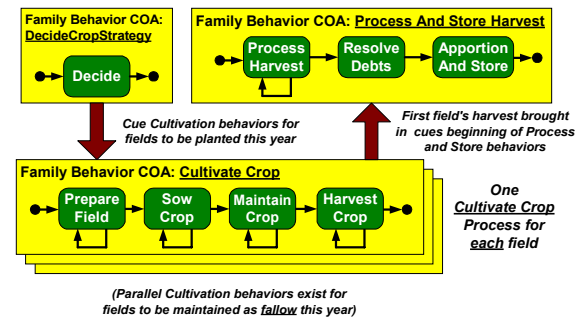 Family Behavior COA:
DecideCropStrategy
Decide
Family Behavior COA: Process And Store Harvest
Process
Harvest
Resolve
Debts
Apportion
And Store
Cue Cultivation behaviors for
fields to be planted this year
First field's harvest brought
in cues beginning of Process
and Store behaviors
Family Behavior COA: Cultivate Crop
Prepare
Field
Sow
Crop
Maintain
Crop
Harvest
Crop
One
Cultivate Crop
Process for
each field
(Parallel Cultivation behaviors exist for
fields to be maintained as fallow this year)